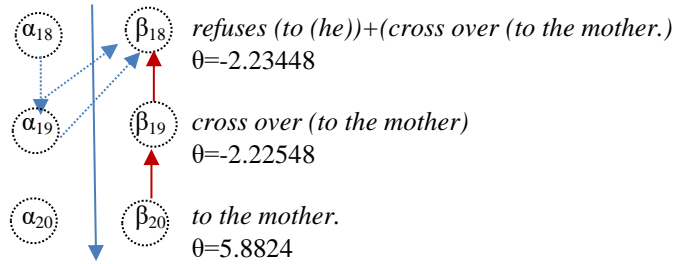 α18 β18 refuses (to (he))+(cross over (to the mother.)
θ=-2.23448
α19 β19 cross over (to the mother)
θ=-2.22548
α20 β20 to the mother.
θ=5.8824